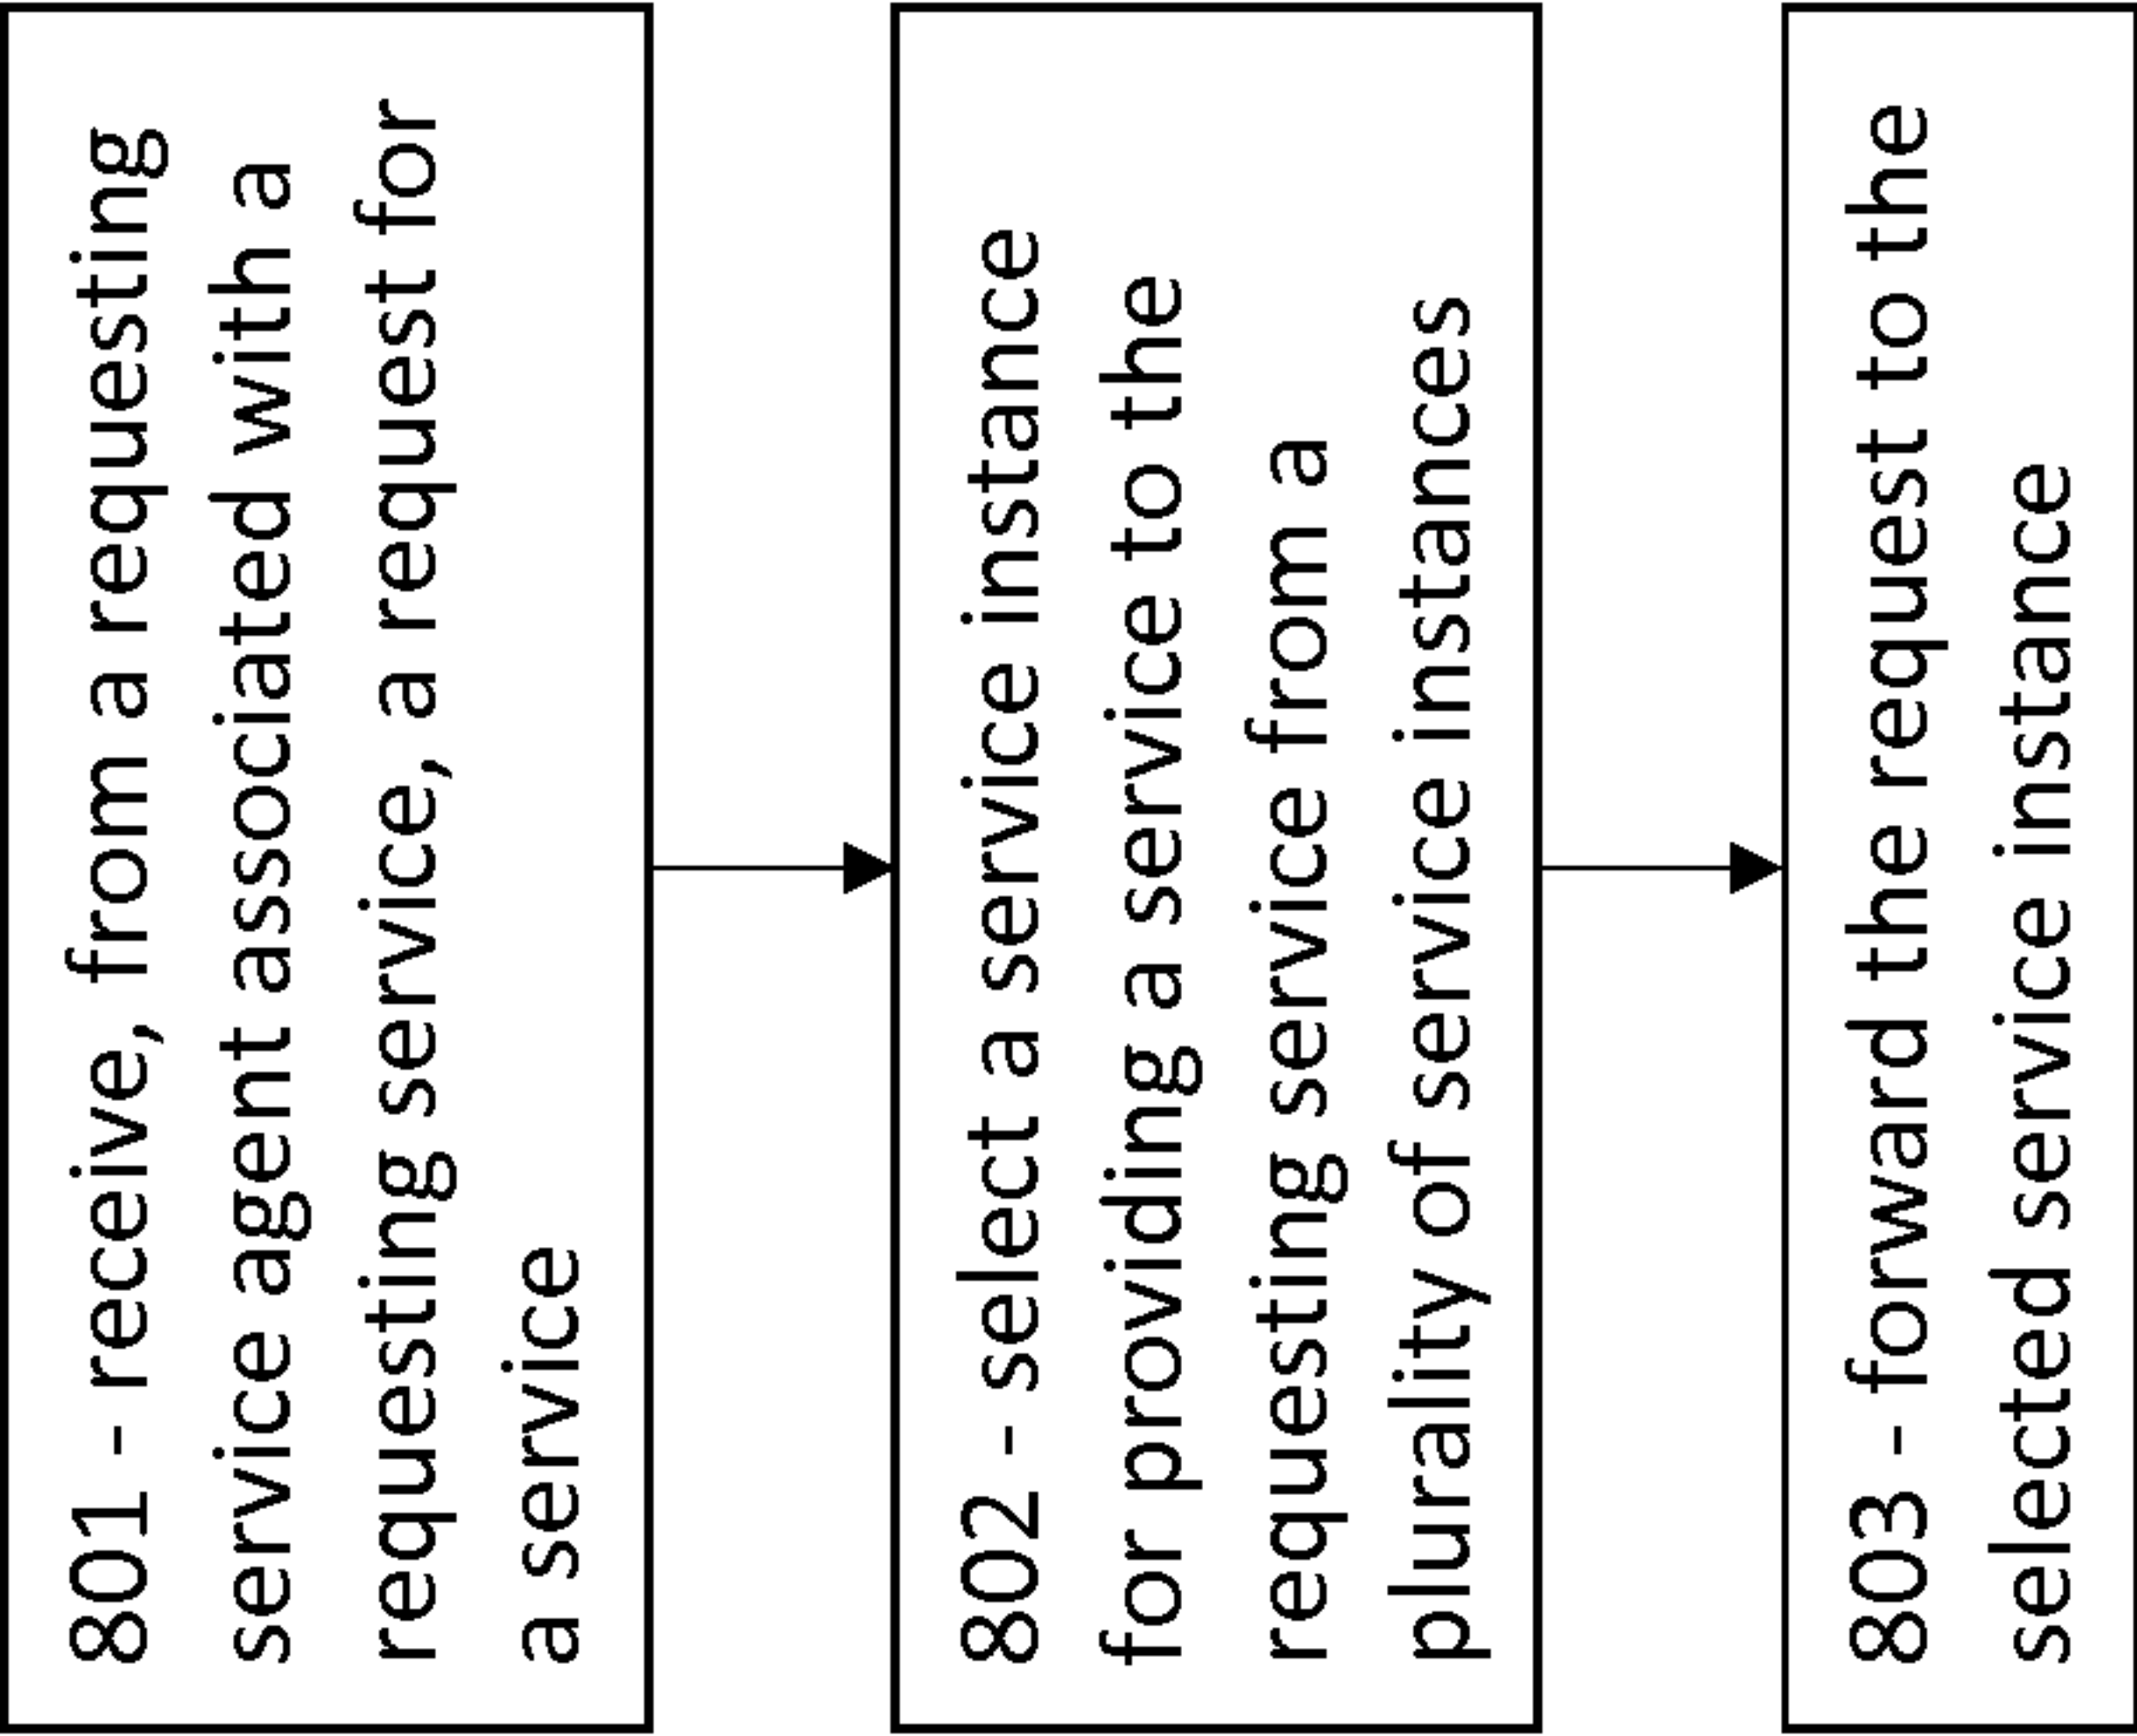 801 - receive, from a requesting
service agent associated with a
requesting service, a request for
a service
802 - select a service instance
for providing a service to the
requesting service from a
plurality of service instances
803 - forward the request to the
selected service instance